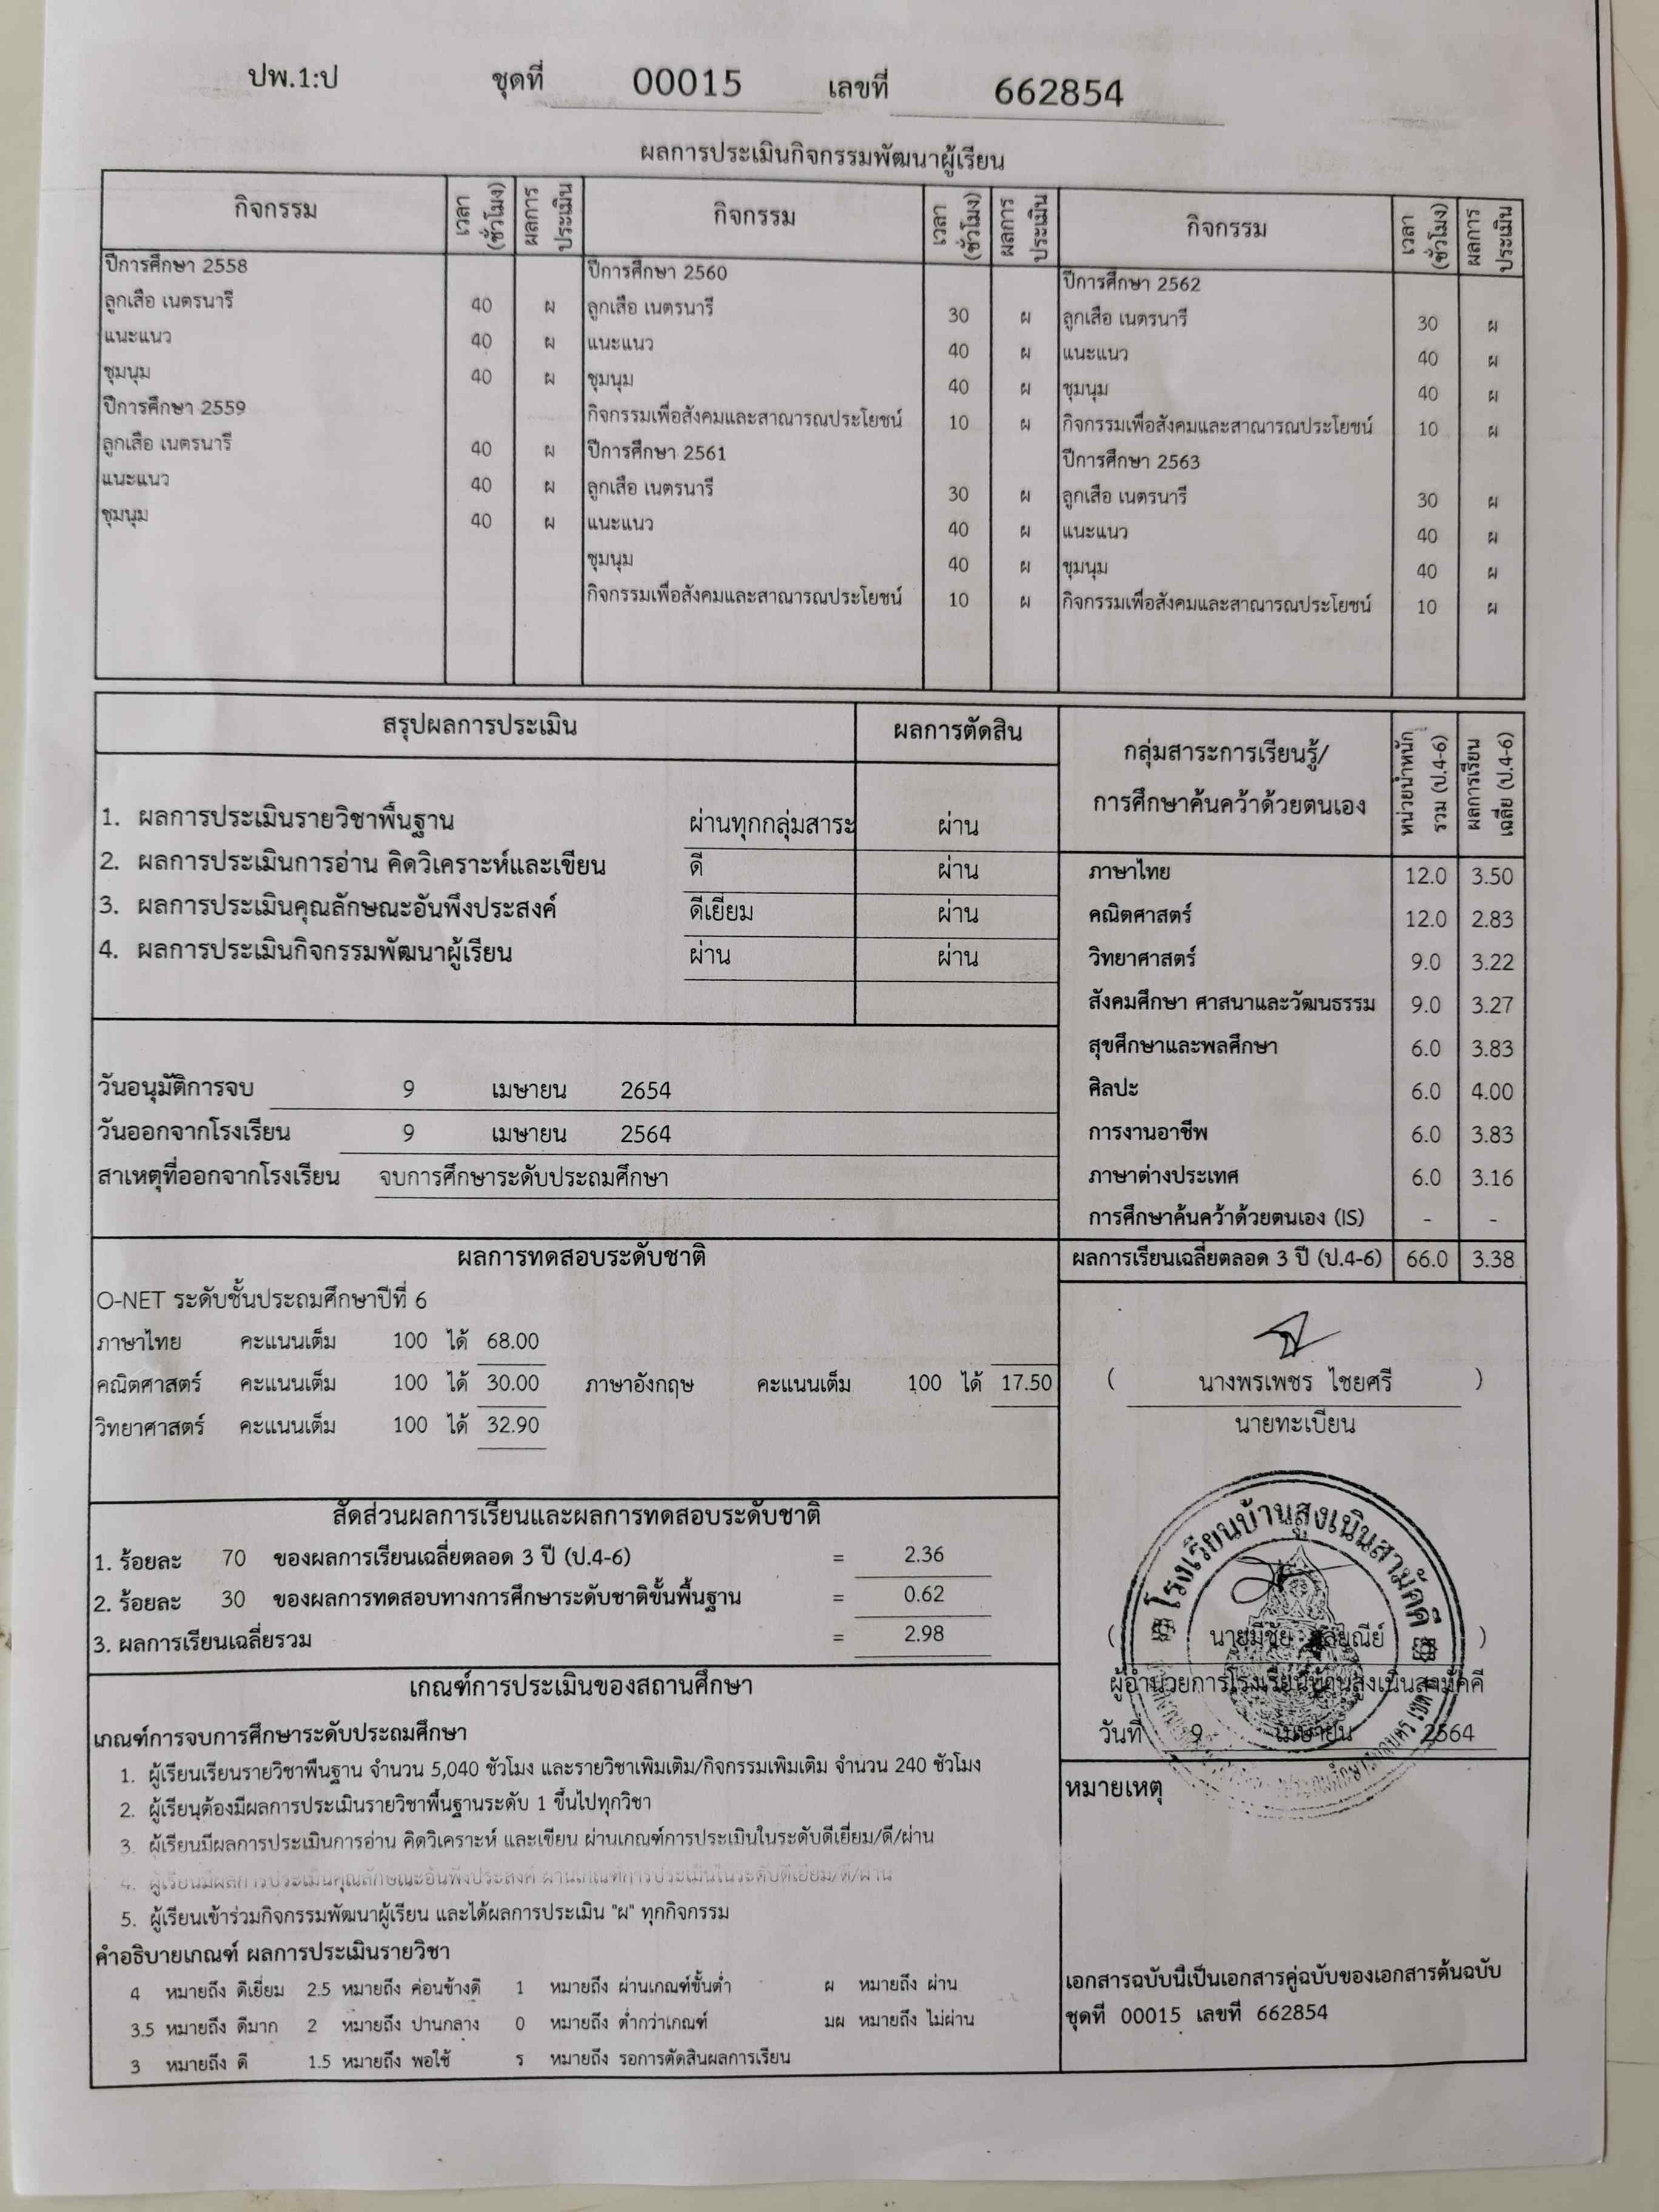 ปพ.1:ป ชุดที่ 00015 เลขที่ 662854
ผลการประเมินกิจกรรมพัฒนาผู้เรียน
กิจกรรม เวลา (ชั่วโมง) ผลการ ประเมิน กิจกรรม เวลา (ชั่วโมง) ผลการ ประเมิน กิจกรรม เวลา (ชั่วโมง) ผลการ ประเมิน
ปีการศึกษา 2558
ลูกเสือ เนตรนารี 40 ผ
แนะแนว 40 ผ
ชุมนุม 40 ผ
ปีการศึกษา 2559
ลูกเสือ เนตรนารี 40 ผ
แนะแนว 40 ผ
ชุมนุม 40 ผ
ปีการศึกษา 2560
ลูกเสือ เนตรนารี 30 ผ
แนะแนว 40 ผ
ชุมนุม 40 ผ
กิจกรรมเพื่อสังคมและสาณารณประโยชน์ 10 ผ
ปีการศึกษา 2561
ลูกเสือ เนตรนารี 30 ผ
แนะแนว 40 ผ
ชุมนุม 40 ผ
กิจกรรมเพื่อสังคมและสาณารณประโยชน์ 10 ผ
ปีการศึกษา 2562
ลูกเสือ เนตรนารี 30 ผ
แนะแนว 40 ผ
ชุมนุม 40 ผ
กิจกรรมเพื่อสังคมและสาณารณประโยชน์ 10 ผ
ปีการศึกษา 2563
ลูกเสือ เนตรนารี 30 ผ
แนะแนว 40 ผ
ชุมนุม 40 ผ
กิจกรรมเพื่อสังคมและสาณารณประโยชน์ 10 ผ
สรุปผลการประเมิน ผลการตัดสิน
1. ผลการประเมินรายวิชาพื้นฐาน ผ่านทุกกลุ่มสาระ ผ่าน
2. ผลการประเมินการอ่าน คิดวิเคราะห์และเขียน ดี ผ่าน
3. ผลการประเมินคุณลักษณะอันพึงประสงค์ ดีเยี่ยม ผ่าน
4. ผลการประเมินกิจกรรมพัฒนาผู้เรียน ผ่าน ผ่าน
วันอนุมัติการจบ 9 เมษายน 2654
วันออกจากโรงเรียน 9 เมษายน 2564
สาเหตุที่ออกจากโรงเรียน จบการศึกษาระดับประถมศึกษา
กลุ่มสาระการเรียนรู้/
การศึกษาค้นคว้าด้วยตนเอง
หน่วยน้ำหนัก รวม (ป.4-6)
ผลการเรียน เฉลี่ย (ป.4-6)
ภาษาไทย 12.0 3.50
คณิตศาสตร์ 12.0 2.83
วิทยาศาสตร์ 9.0 3.22
สังคมศึกษา ศาสนาและวัฒนธรรม 9.0 3.27
สุขศึกษาและพลศึกษา 6.0 3.83
ศิลปะ 6.0 4.00
การงานอาชีพ 6.0 3.83
ภาษาต่างประเทศ 6.0 3.16
การศึกษาค้นคว้าด้วยตนเอง (IS) - -
ผลการเรียนเฉลี่ยตลอด 3 ปี (ป.4-6) 66.0 3.38
ผลการทดสอบระดับชาติ
O-NET ระดับชั้นประถมศึกษาปีที่ 6
ภาษาไทย คะแนนเต็ม 100 ได้ 68.00
คณิตศาสตร์ คะแนนเต็ม 100 ได้ 30.00 ภาษาอังกฤษ คะแนนเต็ม 100 ได้ 17.50
วิทยาศาสตร์ คะแนนเต็ม 100 ได้ 32.90
( นางพรเพชร ไชยศรี )
นายทะเบียน
สัดส่วนผลการเรียนและผลการทดสอบระดับชาติ
1. ร้อยละ 70 ของผลการเรียนเฉลี่ยตลอด 3 ปี (ป.4-6) = 2.36
2. ร้อยละ 30 ของผลการทดสอบทางการศึกษาระดับชาติขั้นพื้นฐาน = 0.62
3. ผลการเรียนเฉลี่ยรวม = 2.98
โรงเรียนบ้านสูงเนินสามัคคี
( นายมีชัย )
ผู้อำนวยการโรงเรียนบ้านสูงเนินสามัคคี
วันที่ 9 เมษายน 2564
เกณฑ์การประเมินของสถานศึกษา
เกณฑ์การจบการศึกษาระดับประถมศึกษา
1. ผู้เรียนเรียนรายวิชาพื้นฐาน จำนวน 5,040 ชั่วโมง และรายวิชาเพิ่มเติม/กิจกรรมเพิ่มเติม จำนวน 240 ชั่วโมง
2. ผู้เรียนต้องมีผลการประเมินรายวิชาพื้นฐานระดับ 1 ขึ้นไปทุกวิชา
3. ผู้เรียนมีผลการประเมินการอ่าน คิดวิเคราะห์ และเขียน ผ่านเกณฑ์การประเมินในระดับดีเยี่ยม/ดี/ผ่าน
4. ผู้เรียนมีผลการประเมินคุณลักษณะอันพึงประสงค์ ผ่านเกณฑ์การประเมินในระดับดีเยี่ยม/ดี/ผ่าน
5. ผู้เรียนเข้าร่วมกิจกรรมพัฒนาผู้เรียน และได้ผลการประเมิน "ผ" ทุกกิจกรรม
คำอธิบายเกณฑ์ ผลการประเมินรายวิชา
4 หมายถึง ดีเยี่ยม 2.5 หมายถึง ค่อนข้างดี 1 หมายถึง ผ่านเกณฑ์ขั้นต่ำ ผ หมายถึง ผ่าน
3.5 หมายถึง ดีมาก 2 หมายถึง ปานกลาง 0 หมายถึง ต่ำกว่าเกณฑ์ มผ หมายถึง ไม่ผ่าน
3 หมายถึง ดี 1.5 หมายถึง พอใช้ ร หมายถึง รอการตัดสินผลการเรียน
หมายเหตุ
เอกสารฉบับนี้เป็นเอกสารคู่ฉบับของเอกสารต้นฉบับ
ชุดที่ 00015 เลขที่ 662854